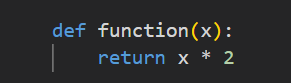 def function(x):
    return x * 2